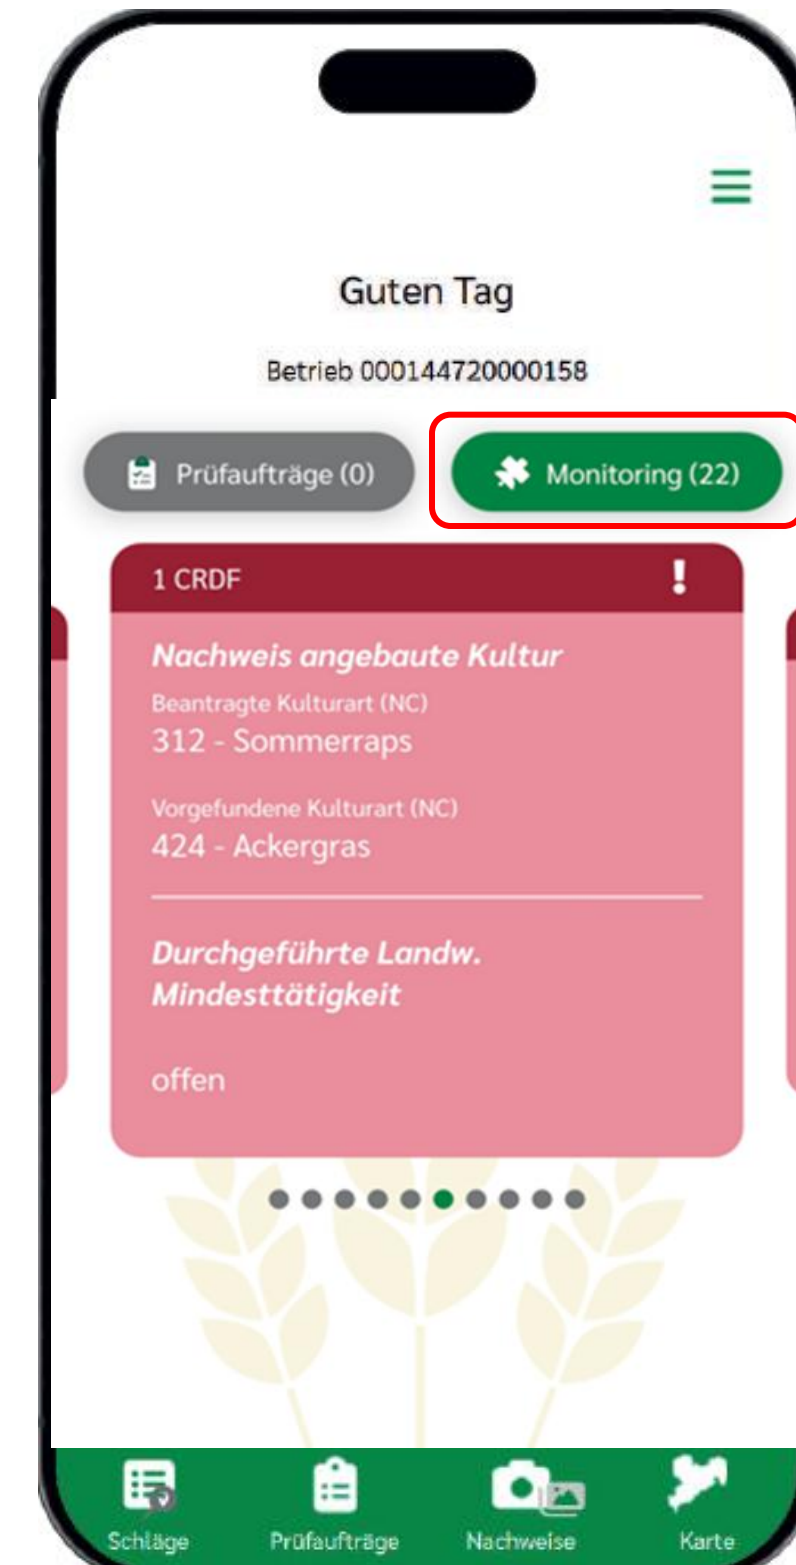 Guten Tag
Betrieb 000144720000158
Prüfaufträge (0)
Monitoring (22)
1 CRDF
!
Nachweis angebaute Kultur
Beantragte Kulturart (NC)
312 - Sommerraps
Vorgefundene Kulturart (NC)
424 - Ackergras
Durchgeführte Landw.
Mindesttätigkeit
offen
Schläge
Prüfaufträge
Nachweise
Karte